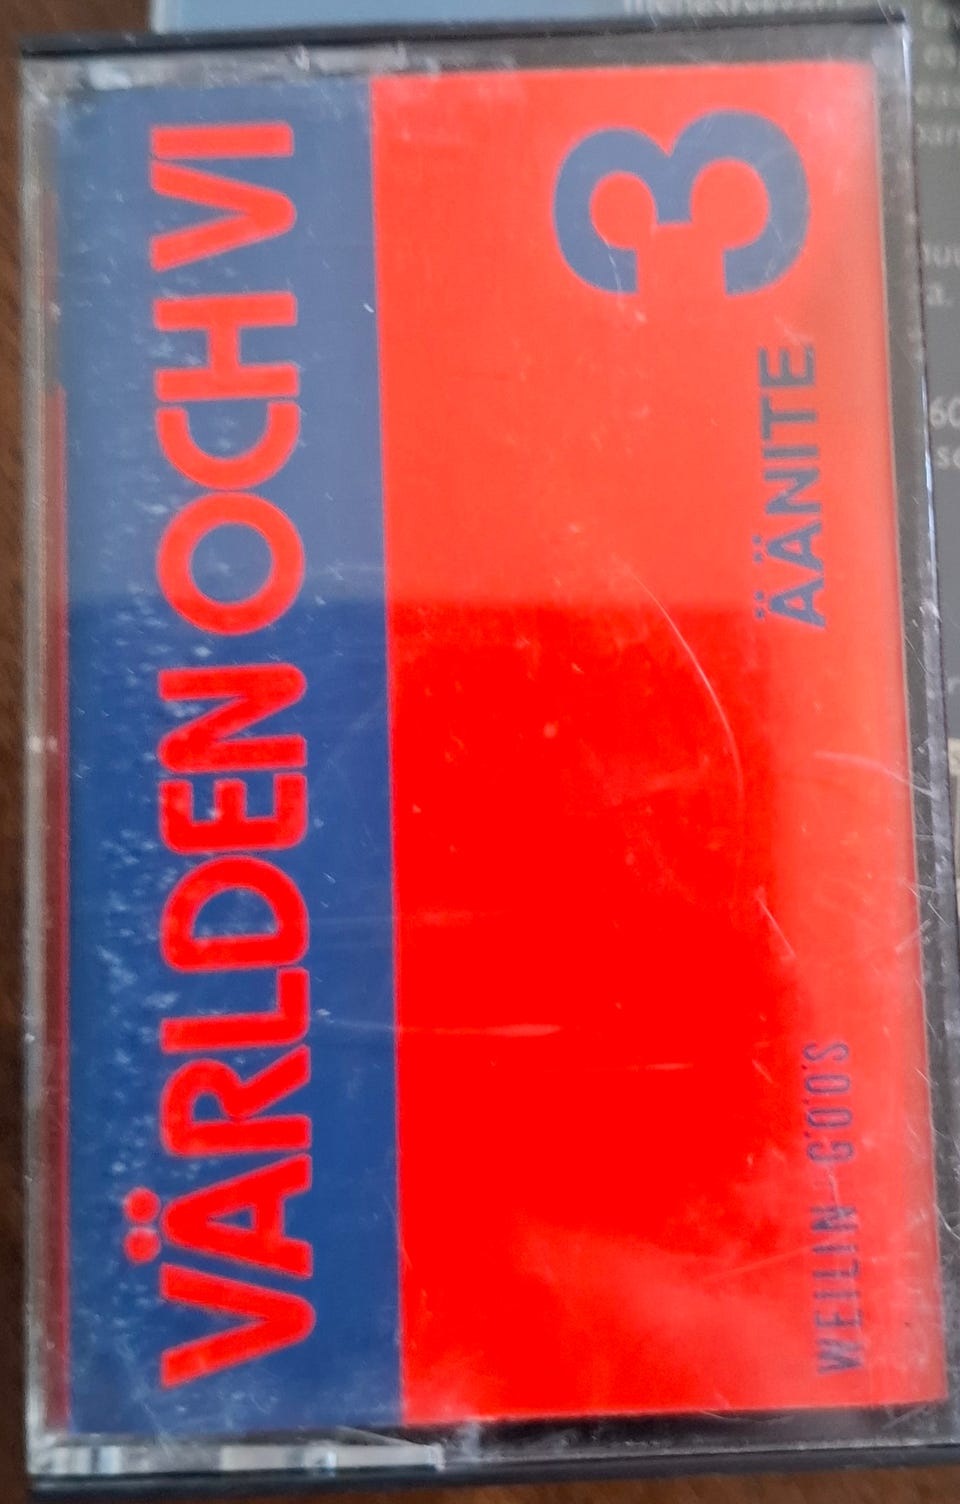 VÄRLDEN OCH VI
3
ÄÄNITE
WEILIN+GÖÖS